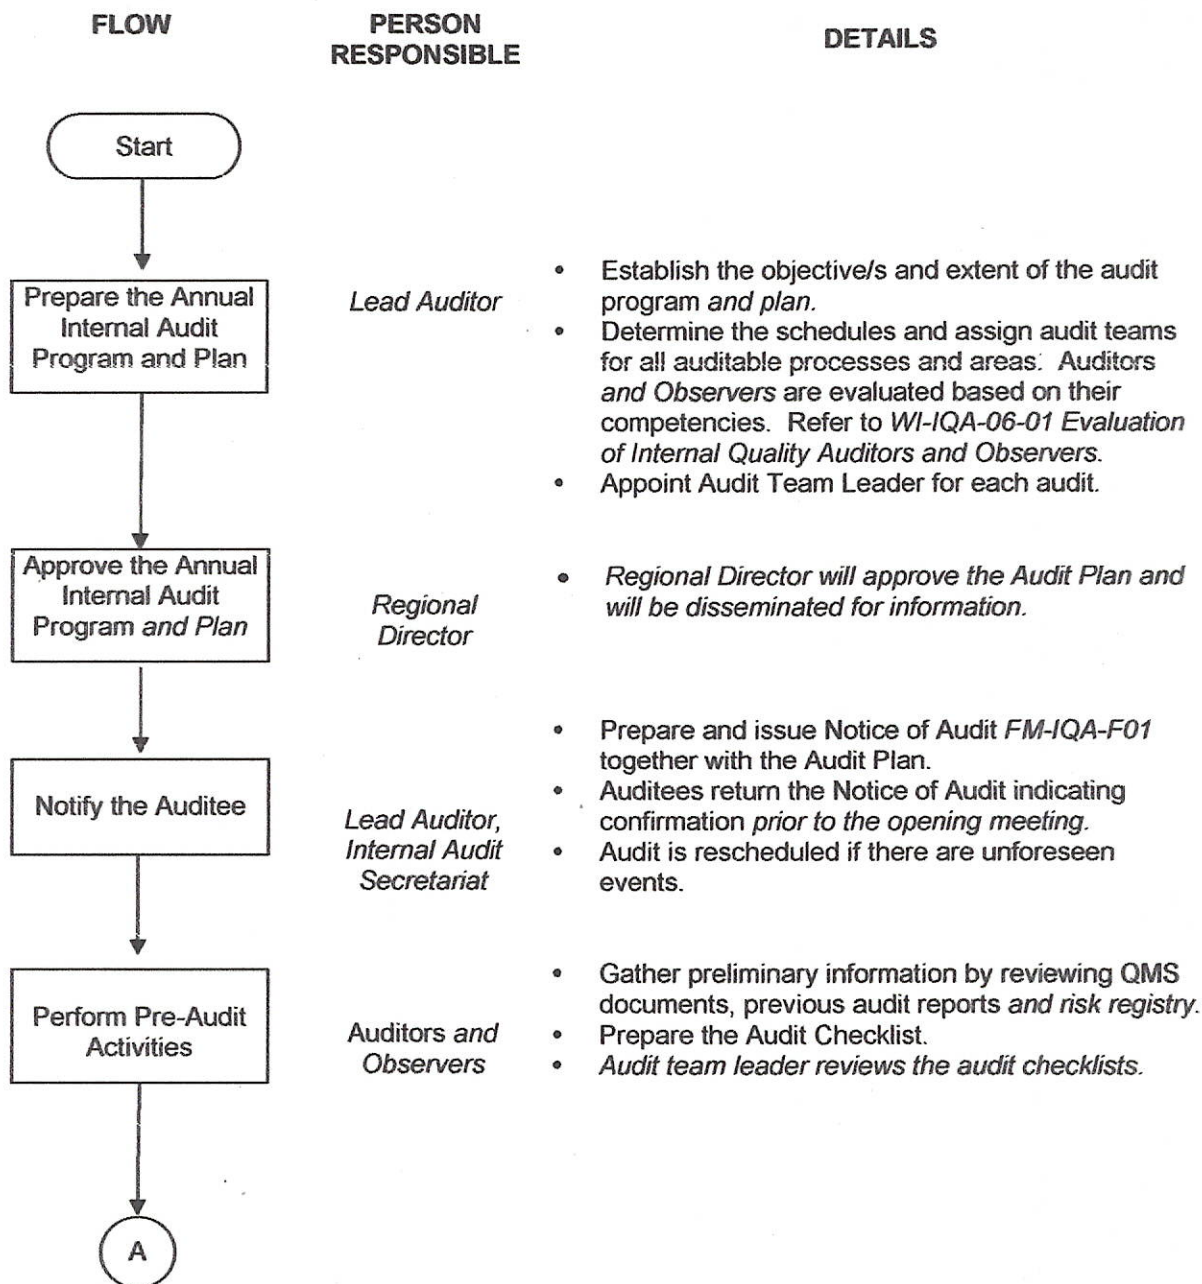 FLOW
PERSON
RESPONSIBLE
DETAILS
Start
Prepare the Annual
Internal Audit
Program and Plan
Lead Auditor
• Establish the objective/s and extent of the audit
program and plan.
• Determine the schedules and assign audit teams
for all auditable processes and areas. Auditors
and Observers are evaluated based on their
competencies. Refer to WI-IQA-06-01 Evaluation
of Internal Quality Auditors and Observers.
• Appoint Audit Team Leader for each audit.
Approve the Annual
Internal Audit
Program and Plan
Regional
Director
• Regional Director will approve the Audit Plan and
will be disseminated for information.
Notify the Auditee
Lead Auditor,
Internal Audit
Secretariat
• Prepare and issue Notice of Audit FM-IQA-F01
together with the Audit Plan.
• Auditees return the Notice of Audit indicating
confirmation prior to the opening meeting.
• Audit is rescheduled if there are unforeseen
events.
Perform Pre-Audit
Activities
Auditors and
Observers
• Gather preliminary information by reviewing QMS
documents, previous audit reports and risk registry.
• Prepare the Audit Checklist.
• Audit team leader reviews the audit checklists.
A